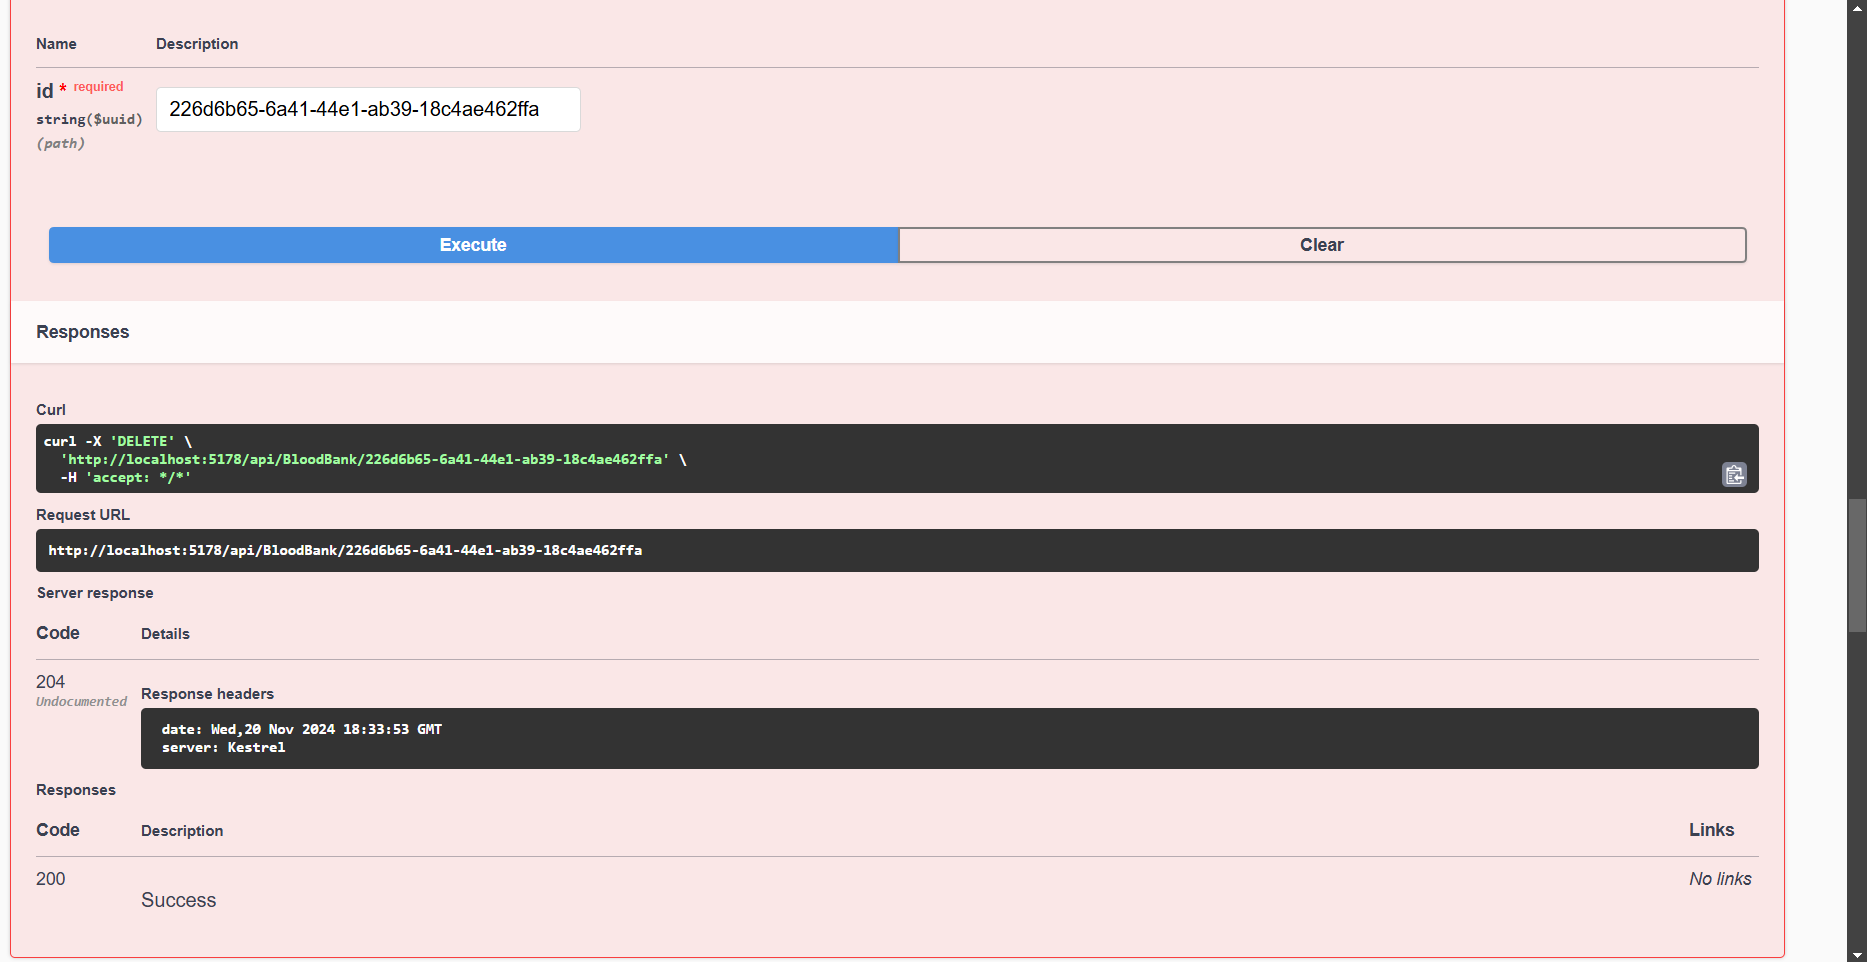 Name Description
id * required
226d6b65-6a41-44e1-ab39-18c4ae462ffa
string($uuid)
(path)
Execute Clear
Responses
Curl
curl -X 'DELETE' \
'http://localhost:5178/api/BloodBank/226d6b65-6a41-44e1-ab39-18c4ae462ffa' \
-H 'accept: */*'
Request URL
http://localhost:5178/api/BloodBank/226d6b65-6a41-44e1-ab39-18c4ae462ffa
Server response
Code Details
204
Undocumented
Response headers
date: Wed,20 Nov 2024 18:33:53 GMT
server: Kestrel
Responses
Code Description Links
200 No links
Success